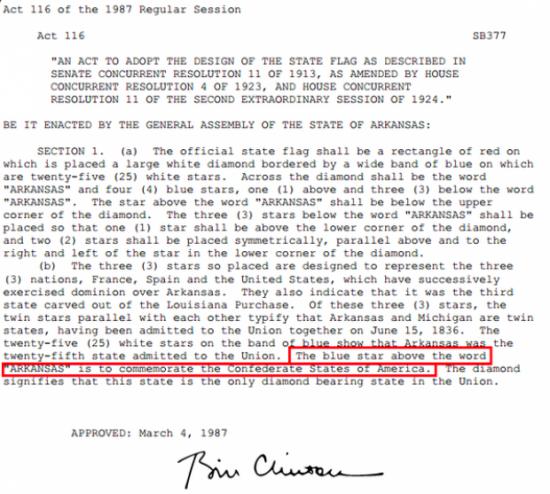 Act 116 of the 1987 Regular Session
Act 116 SB377
"AN ACT TO ADOPT THE DESIGN OF THE STATE FLAG AS DESCRIBED IN
SENATE CONCURRENT RESOLUTION 11 OF 1913, AS AMENDED BY HOUSE
CONCURRENT RESOLUTION 4 OF 1923, AND HOUSE CONCURRENT
RESOLUTION 11 OF THE SECOND EXTRAORDINARY SESSION OF 1924."
BE IT ENACTED BY THE GENERAL ASSEMBLY OF THE STATE OF ARKANSAS:
SECTION 1. (a) The official state flag shall be a rectangle of red on
which is placed a large white diamond bordered by a wide band of blue on which
are twenty-five (25) white stars. Across the diamond shall be the word
"ARKANSAS" and four (4) blue stars, one (1) above and three (3) below the word
"ARKANSAS". The star above the word "ARKANSAS" shall be below the upper
corner of the diamond. The three (3) stars below the word "ARKANSAS" shall be
placed so that one (1) star shall be above the lower corner of the diamond,
and two (2) stars shall be placed symmetrically, parallel above and to the
right and left of the star in the lower corner of the diamond.
(b) The three (3) stars so placed are designed to represent the three
(3) nations, France, Spain and the United States, which have successively
exercised dominion over Arkansas. They also indicate that it was the third
state carved out of the Louisiana Purchase. Of these three (3) stars, the
twin stars parallel with each other typify that Arkansas and Michigan are twin
states, having been admitted to the Union together on June 15, 1836. The
twenty-five (25) white stars on the band of blue show that Arkansas was the
twenty-fifth state admitted to the Union. The blue star above the word
"ARKANSAS" is to commemorate the Confederate States of America. The diamond
signifies that this state is the only diamond bearing state in the Union.
APPROVED: March 4, 1987
Bill Clinton